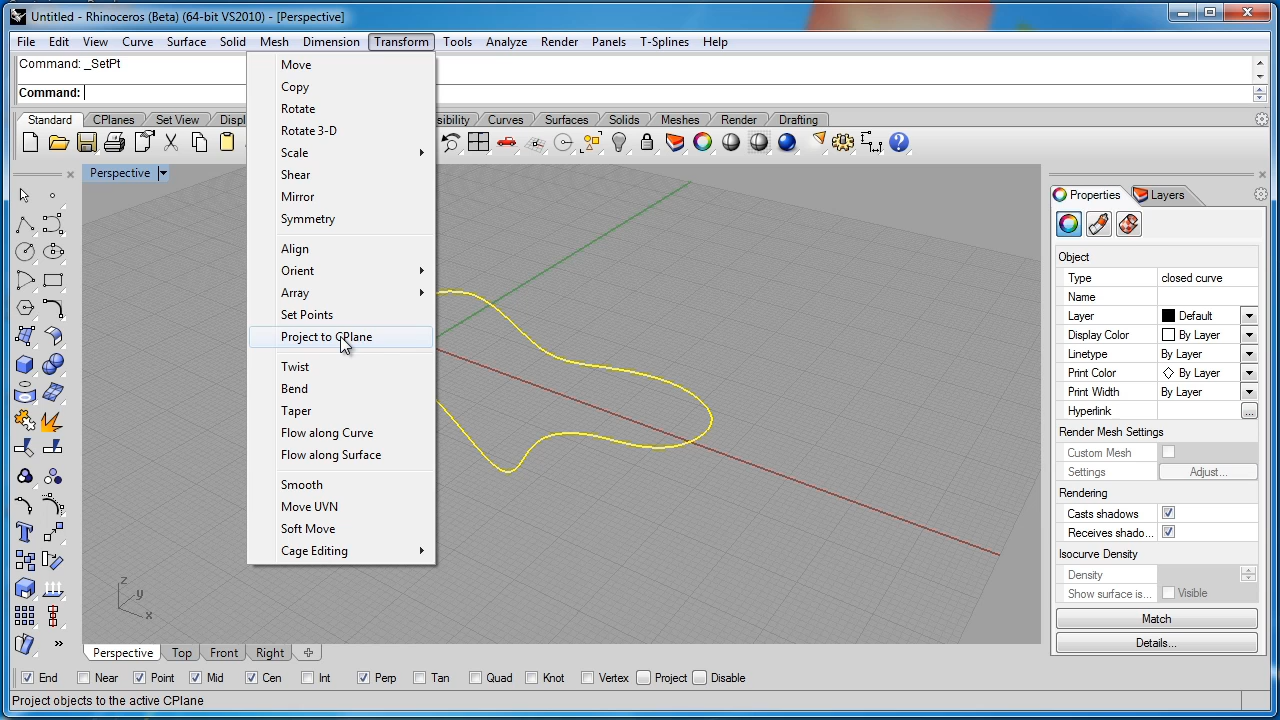 Untitled - Rhinoceros (Beta) (64-bit VS2010) - [Perspective]
File Edit View Curve Surface Solid Mesh Dimension Transform Tools Analyze Render Panels T-Splines Help
Command: _SetPt
Command:
Standard CPlanes Set View Displ sibility Curves Surfaces Solids Meshes Render Drafting
Perspective
Move
Copy
Rotate
Rotate 3-D
Scale
Shear
Mirror
Symmetry
Align
Orient
Array
Set Points
Project to CPlane
Twist
Bend
Taper
Flow along Curve
Flow along Surface
Smooth
Move UVN
Soft Move
Cage Editing
z
y
x
Properties Layers
Object
Type closed curve
Name
Layer Default
Display Color By Layer
Linetype By Layer
Print Color By Layer
Print Width By Layer
Hyperlink ...
Render Mesh Settings
Custom Mesh
Settings Adjust...
Rendering
Casts shadows
Receives shado...
Isocurve Density
Density
Show surface is... Visible
Match
Details...
Perspective Top Front Right
End Near Point Mid Cen Int Perp Tan Quad Knot Vertex Project Disable
Project objects to the active CPlane